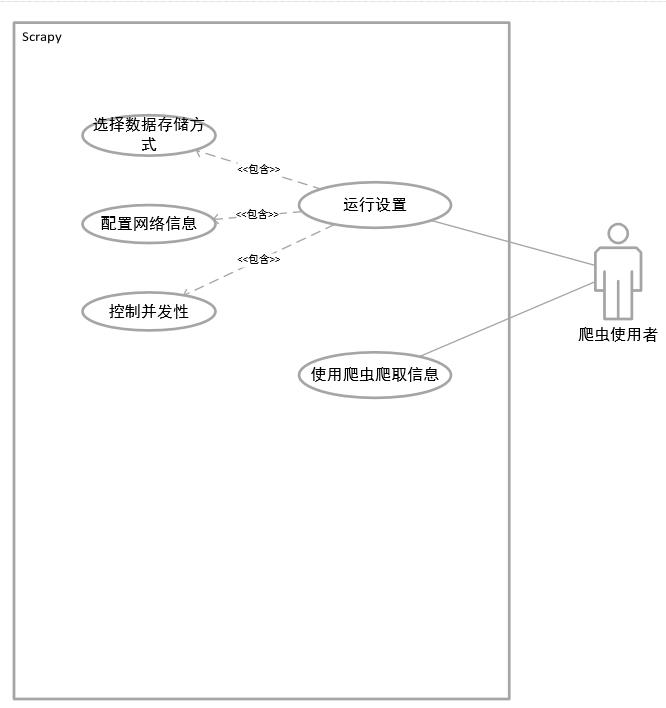 Scrapy
选择数据存储方
式
<<包含>>
运行设置
<<包含>>
配置网络信息
<<包含>>
控制并发性
爬虫使用者
使用爬虫爬取信息